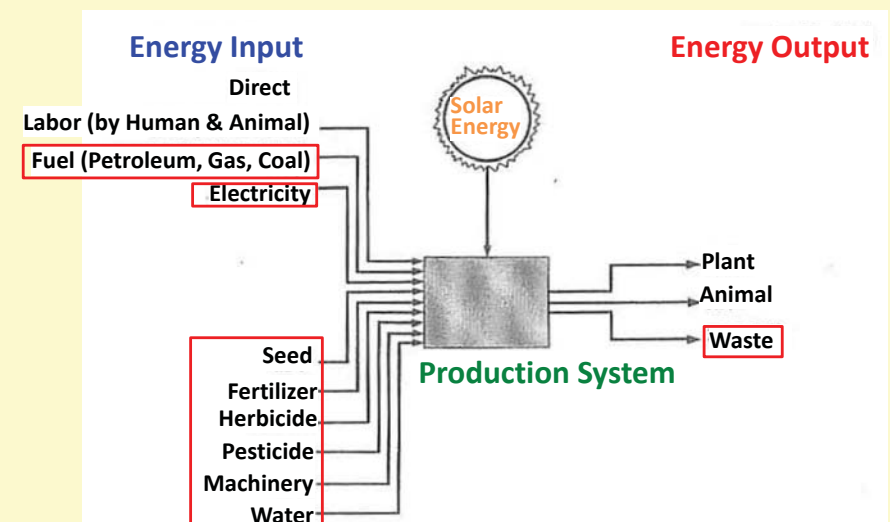 Energy Input
Energy Output
Direct
Solar
Energy
Labor (by Human & Animal)
Fuel (Petroleum, Gas, Coal)
Electricity
Plant
Animal
Waste
Seed
Production System
Fertilizer
Herbicide
Pesticide
Machinery
Water